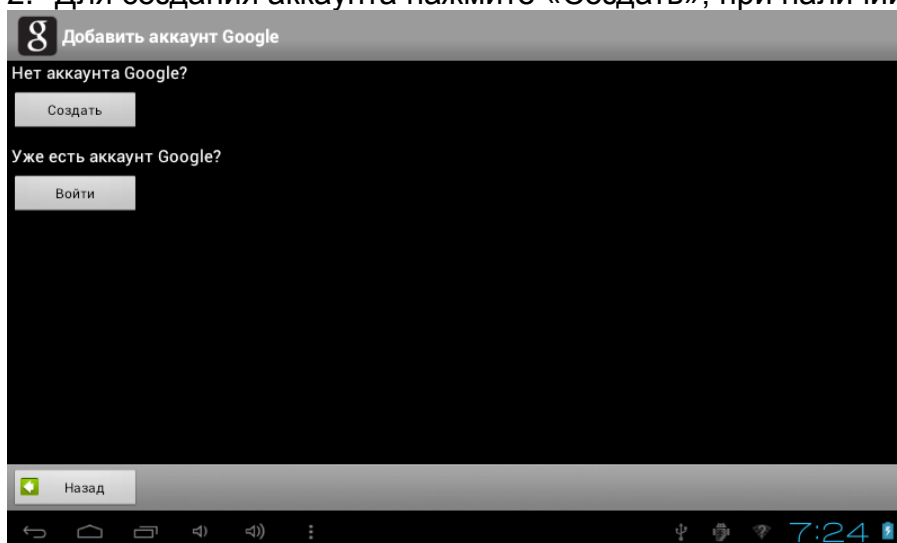 2. Для создания аккаунта нажмите «Создать», при наличии
g Добавить аккаунт Google
Нет аккаунта Google?
Создать
Уже есть аккаунт Google?
Войти
Назад
7:24